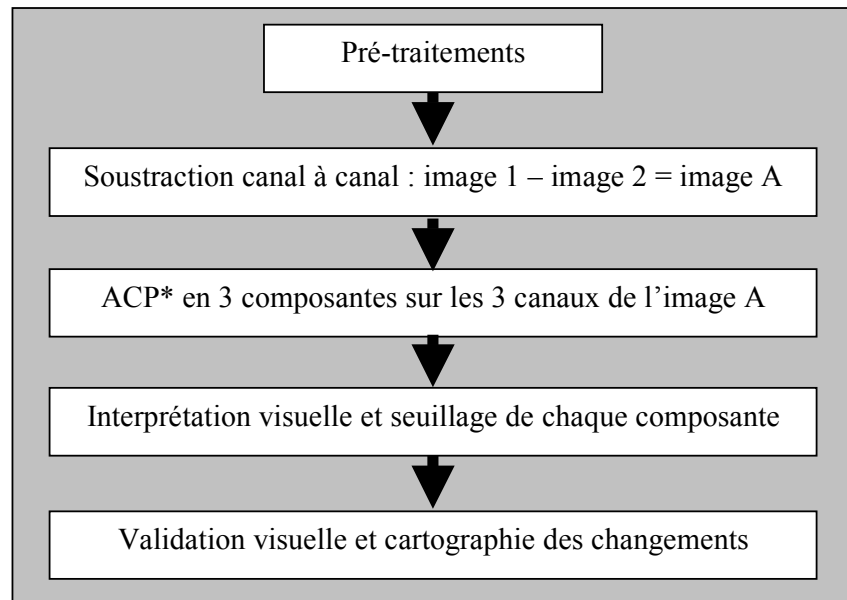 Pré-traitements
Soustraction canal à canal : image 1 – image 2 = image A
ACP* en 3 composantes sur les 3 canaux de l’image A
Interprétation visuelle et seuillage de chaque composante
Validation visuelle et cartographie des changements